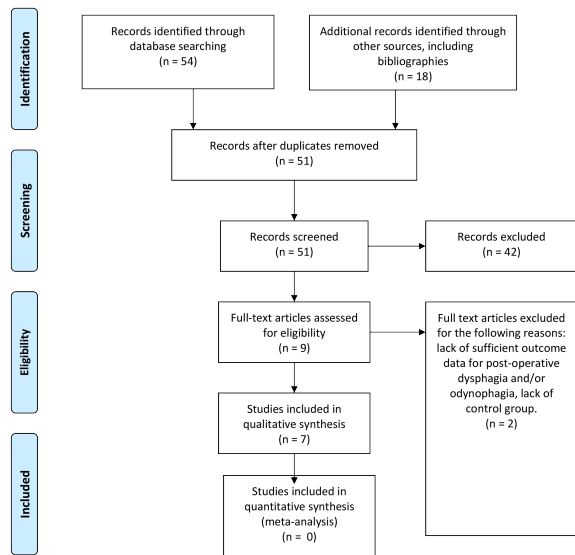 Identification
Records identified through
database searching
(n = 54)
Additional records identified through
other sources, including
bibliographies
(n = 18)
Records after duplicates removed
(n = 51)
Screening
Records screened
(n = 51)
Records excluded
(n = 42)
Eligibility
Full-text articles assessed
for eligibility
(n = 9)
Full text articles excluded
for the following reasons:
lack of sufficient outcome
data for post-operative
dysphagia and/or
odynophagia, lack of
control group.
(n = 2)
Studies included in
qualitative synthesis
(n = 7)
Included
Studies included in
quantitative synthesis
(meta-analysis)
(n = 0)